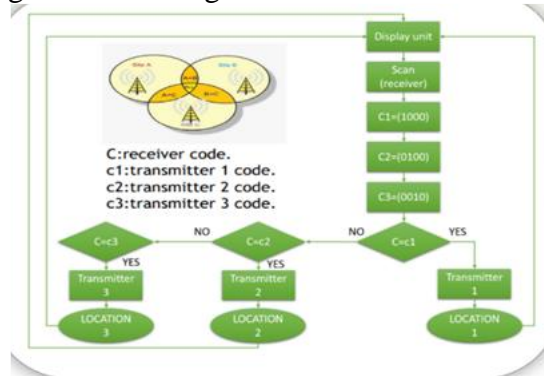 Display unit
Scan
(receiver)
C1=(1000)
C2=(0100)
C3=(0010)
Site A
Site B
A+B
A+C
B+C
C:receiver code.
c1:transmitter 1 code.
c2:transmitter 2 code.
c3:transmitter 3 code.
C=c3
NO
C=c2
NO
C=c1
YES
YES
YES
Transmitter
3
Transmitter
2
Transmitter
1
LOCATION
3
LOCATION
2
LOCATION
1